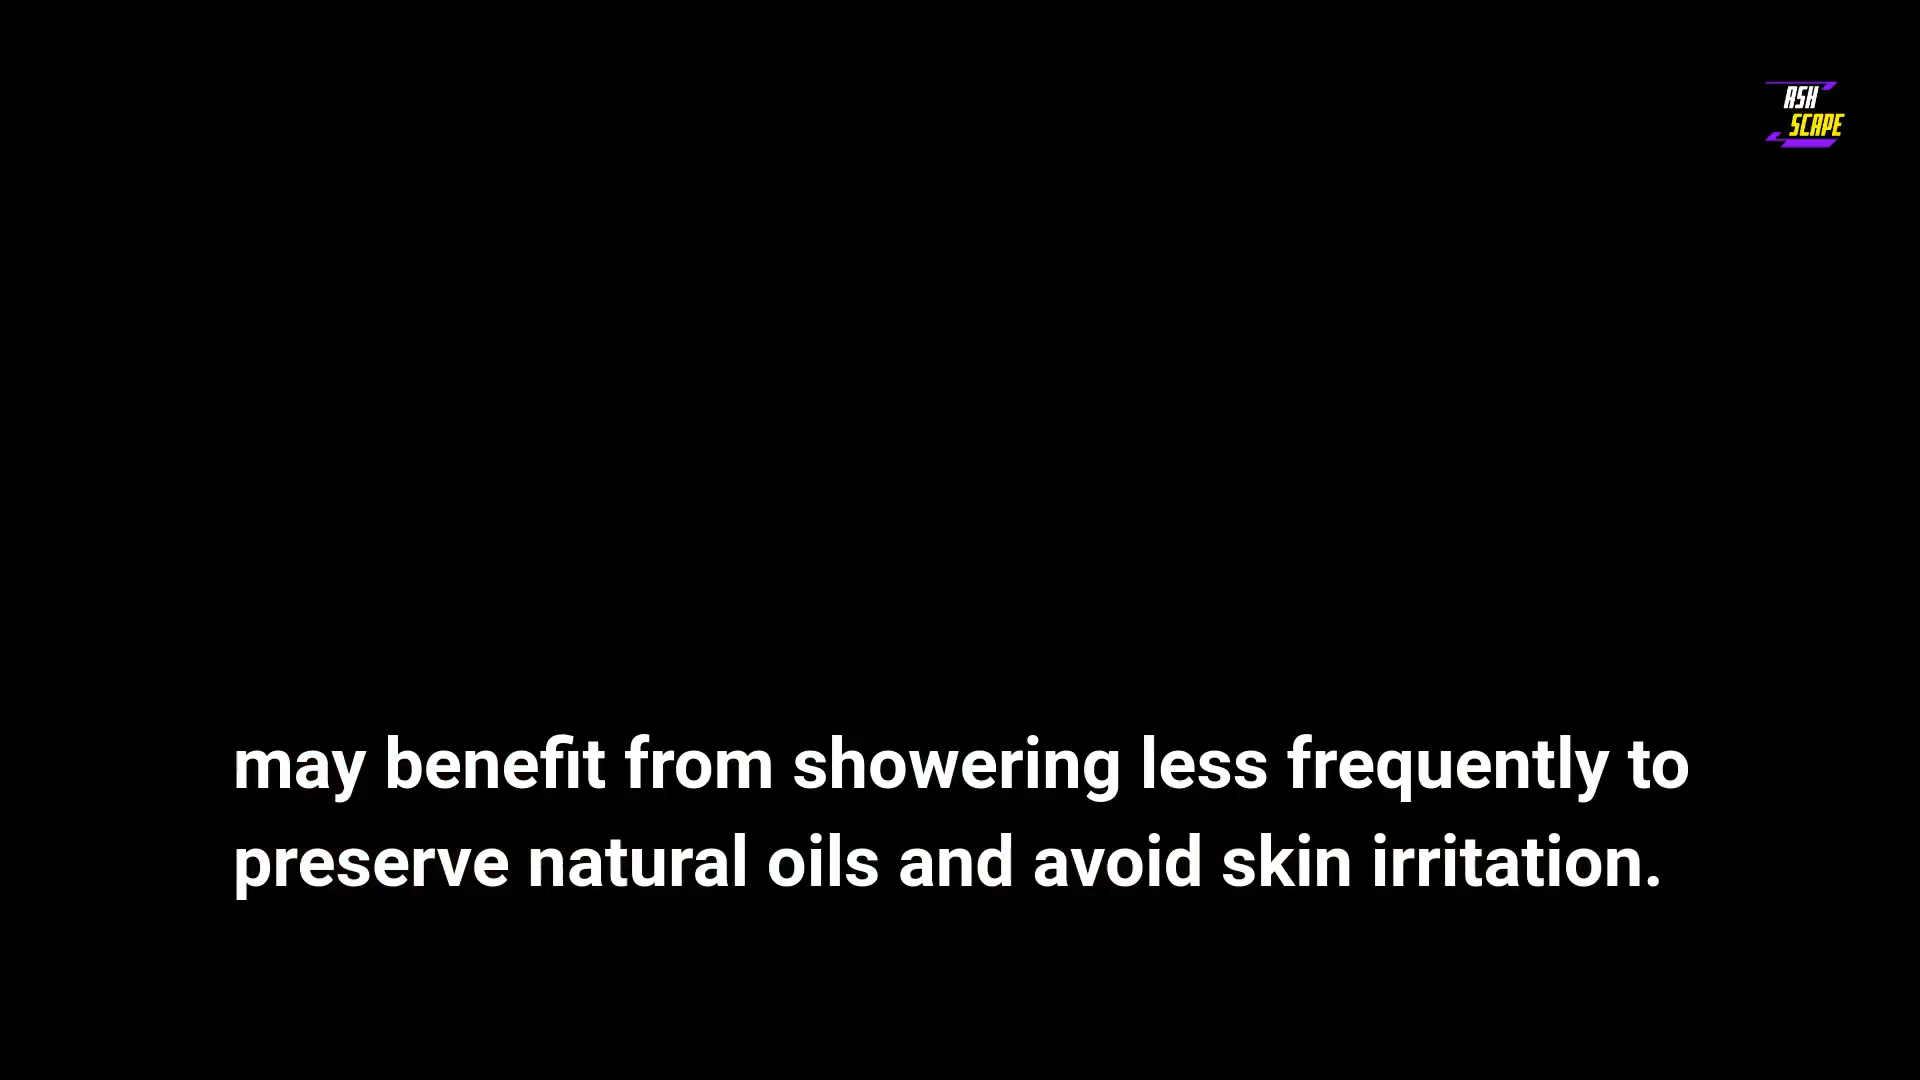 ASH
SCAPE
may benefit from showering less frequently to
preserve natural oils and avoid skin irritation.